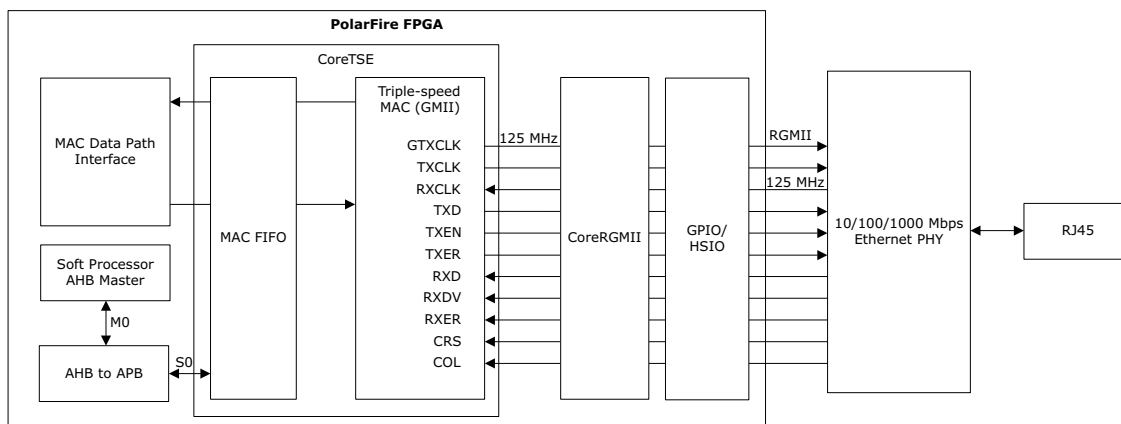 PolarFire FPGA
CoreTSE
MAC Data Path
Interface
Soft Processor
AHB Master
M0
AHB to APB
S0
MAC FIFO
Triple-speed
MAC (GMII)
GTXCLK
TXCLK
RXCLK
TXD
TXEN
TXER
RXD
RXDV
RXER
CRS
COL
125 MHz
CoreRGMII
GPIO/
HSIO
RGMII
125 MHz
10/100/1000 Mbps
Ethernet PHY
RJ45